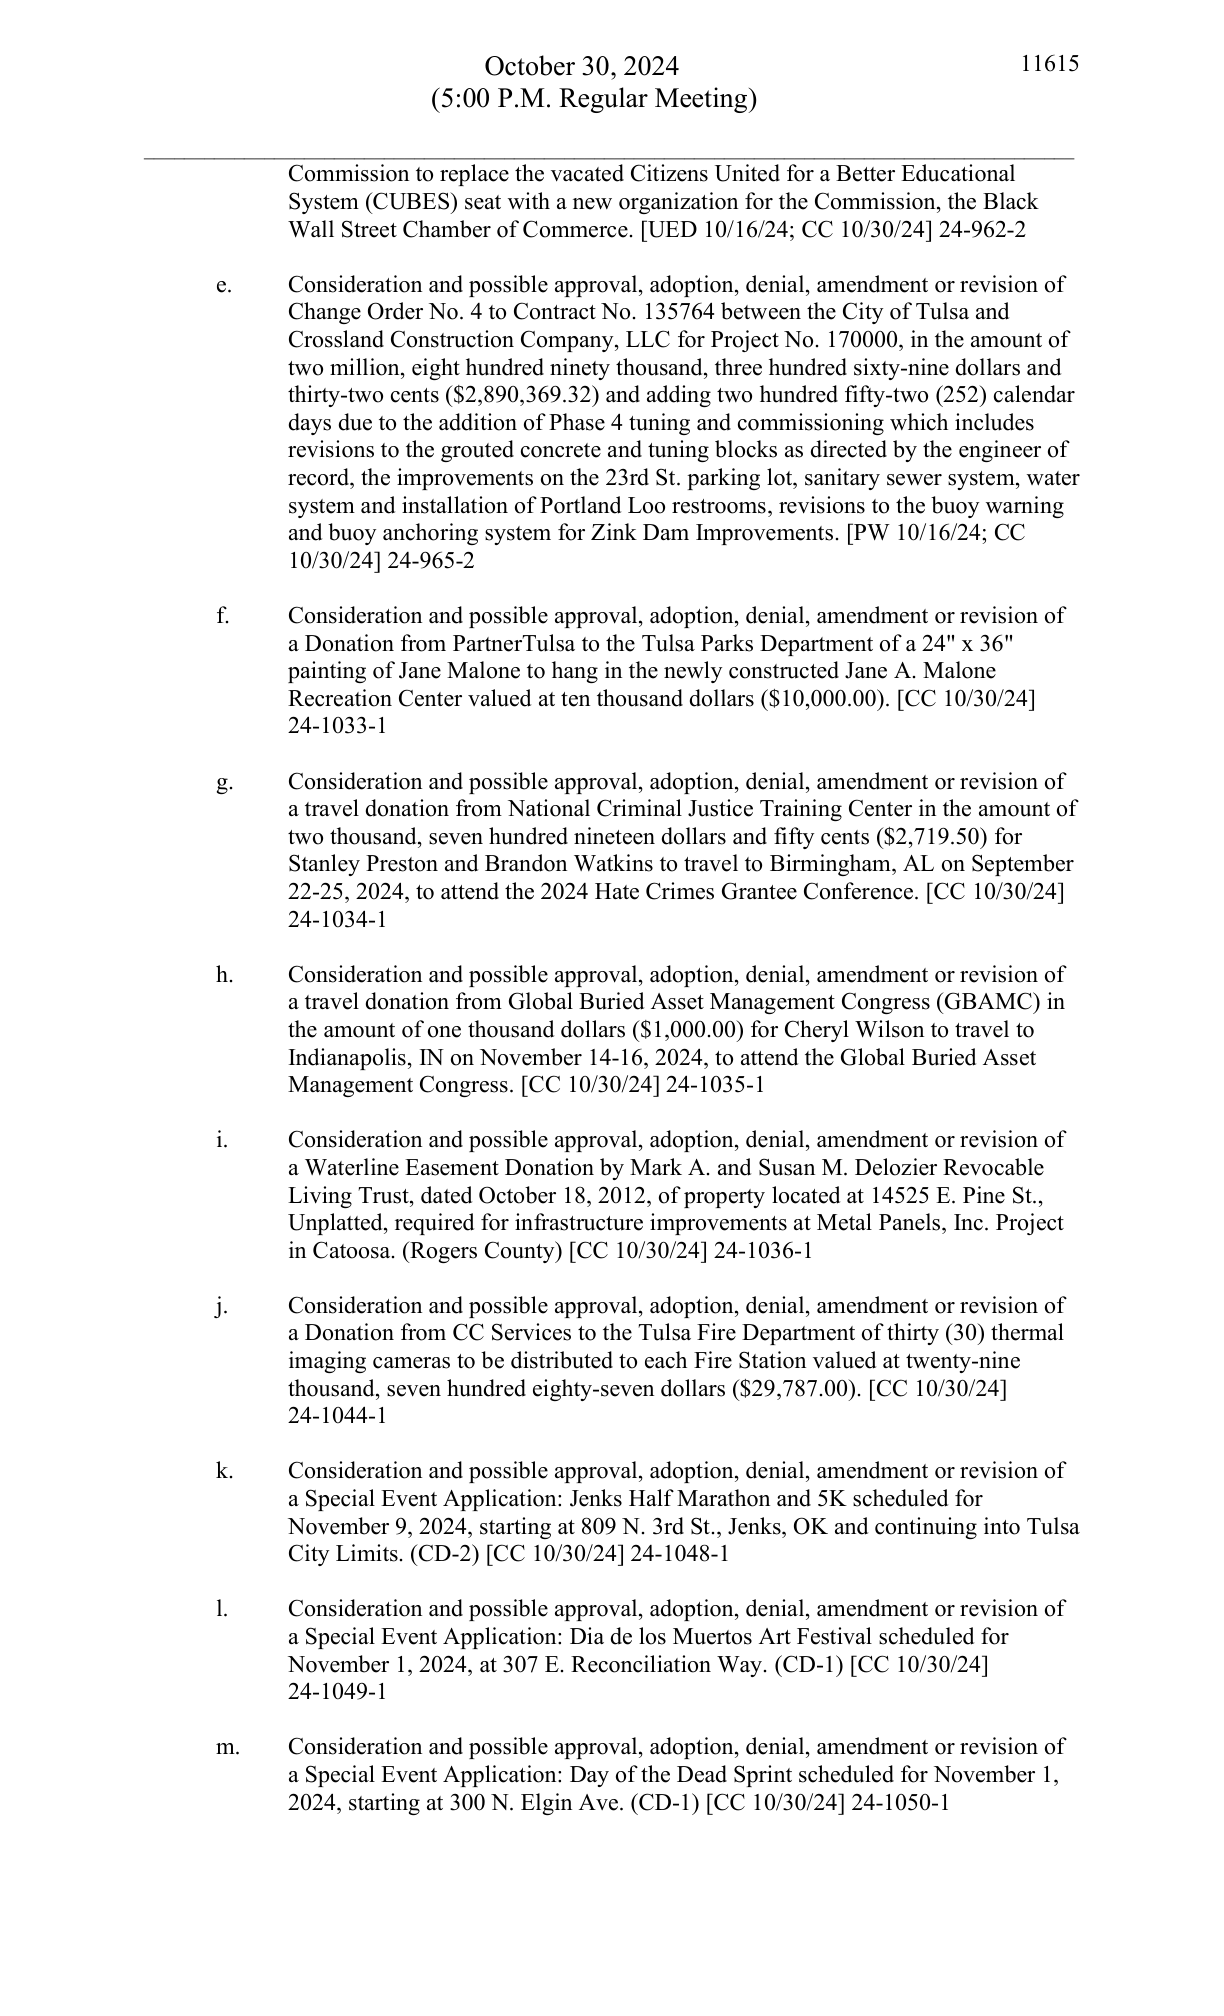 October 30, 2024
11615
(5:00 P.M. Regular Meeting)
Commission to replace the vacated Citizens United for a Better Educational
System (CUBES) seat with a new organization for the Commission, the Black
Wall Street Chamber of Commerce. [UED 10/16/24; CC 10/30/24] 24-962-2
e. Consideration and possible approval, adoption, denial, amendment or revision of
Change Order No. 4 to Contract No. 135764 between the City of Tulsa and
Crossland Construction Company, LLC for Project No. 170000, in the amount of
two million, eight hundred ninety thousand, three hundred sixty-nine dollars and
thirty-two cents ($2,890,369.32) and adding two hundred fifty-two (252) calendar
days due to the addition of Phase 4 tuning and commissioning which includes
revisions to the grouted concrete and tuning blocks as directed by the engineer of
record, the improvements on the 23rd St. parking lot, sanitary sewer system, water
system and installation of Portland Loo restrooms, revisions to the buoy warning
and buoy anchoring system for Zink Dam Improvements. [PW 10/16/24; CC
10/30/24] 24-965-2
f. Consideration and possible approval, adoption, denial, amendment or revision of
a Donation from PartnerTulsa to the Tulsa Parks Department of a 24" x 36"
painting of Jane Malone to hang in the newly constructed Jane A. Malone
Recreation Center valued at ten thousand dollars ($10,000.00). [CC 10/30/24]
24-1033-1
g. Consideration and possible approval, adoption, denial, amendment or revision of
a travel donation from National Criminal Justice Training Center in the amount of
two thousand, seven hundred nineteen dollars and fifty cents ($2,719.50) for
Stanley Preston and Brandon Watkins to travel to Birmingham, AL on September
22-25, 2024, to attend the 2024 Hate Crimes Grantee Conference. [CC 10/30/24]
24-1034-1
h. Consideration and possible approval, adoption, denial, amendment or revision of
a travel donation from Global Buried Asset Management Congress (GBAMC) in
the amount of one thousand dollars ($1,000.00) for Cheryl Wilson to travel to
Indianapolis, IN on November 14-16, 2024, to attend the Global Buried Asset
Management Congress. [CC 10/30/24] 24-1035-1
i. Consideration and possible approval, adoption, denial, amendment or revision of
a Waterline Easement Donation by Mark A. and Susan M. Delozier Revocable
Living Trust, dated October 18, 2012, of property located at 14525 E. Pine St.,
Unplatted, required for infrastructure improvements at Metal Panels, Inc. Project
in Catoosa. (Rogers County) [CC 10/30/24] 24-1036-1
j. Consideration and possible approval, adoption, denial, amendment or revision of
a Donation from CC Services to the Tulsa Fire Department of thirty (30) thermal
imaging cameras to be distributed to each Fire Station valued at twenty-nine
thousand, seven hundred eighty-seven dollars ($29,787.00). [CC 10/30/24]
24-1044-1
k. Consideration and possible approval, adoption, denial, amendment or revision of
a Special Event Application: Jenks Half Marathon and 5K scheduled for
November 9, 2024, starting at 809 N. 3rd St., Jenks, OK and continuing into Tulsa
City Limits. (CD-2) [CC 10/30/24] 24-1048-1
l. Consideration and possible approval, adoption, denial, amendment or revision of
a Special Event Application: Dia de los Muertos Art Festival scheduled for
November 1, 2024, at 307 E. Reconciliation Way. (CD-1) [CC 10/30/24]
24-1049-1
m. Consideration and possible approval, adoption, denial, amendment or revision of
a Special Event Application: Day of the Dead Sprint scheduled for November 1,
2024, starting at 300 N. Elgin Ave. (CD-1) [CC 10/30/24] 24-1050-1